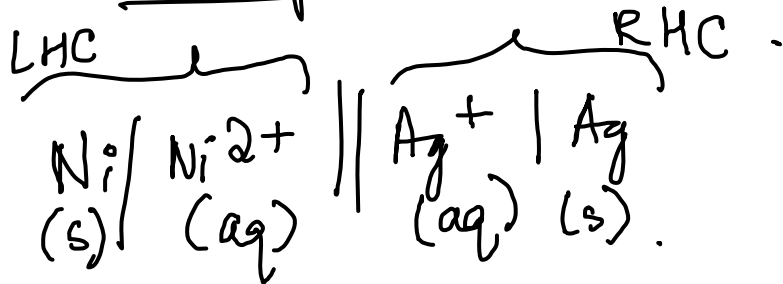 LHC RHC
Ni | Ni2+ || Ag+ | Ag
(s) (aq) (aq) (s).